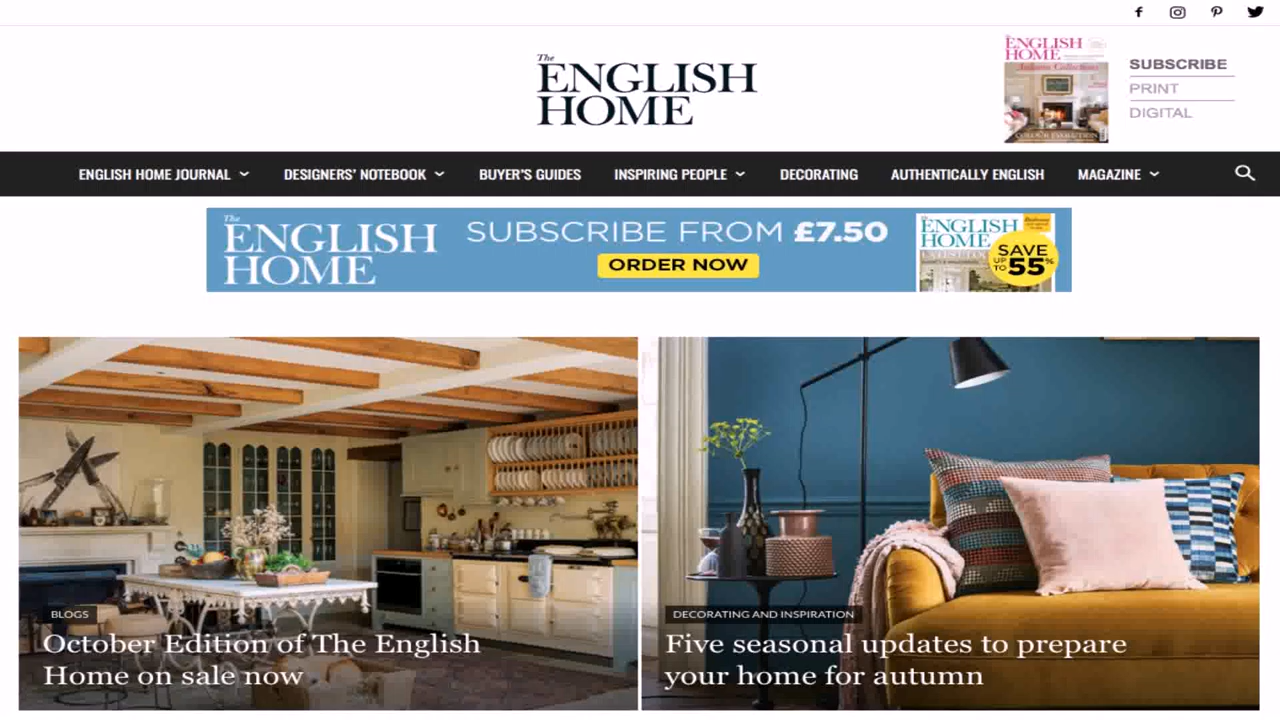 The
ENGLISH
HOME
ENGLISH
HOME
SUBSCRIBE
PRINT
DIGITAL
ENGLISH HOME JOURNAL
DESIGNERS' NOTEBOOK
BUYER'S GUIDES
INSPIRING PEOPLE
DECORATING
AUTHENTICALLY ENGLISH
MAGAZINE
The
ENGLISH
HOME
SUBSCRIBE FROM £7.50
ORDER NOW
ENGLISH
HOME
SAVE
UP TO 55%
BLOGS
October Edition of The English
Home on sale now
DECORATING AND INSPIRATION
Five seasonal updates to prepare
your home for autumn